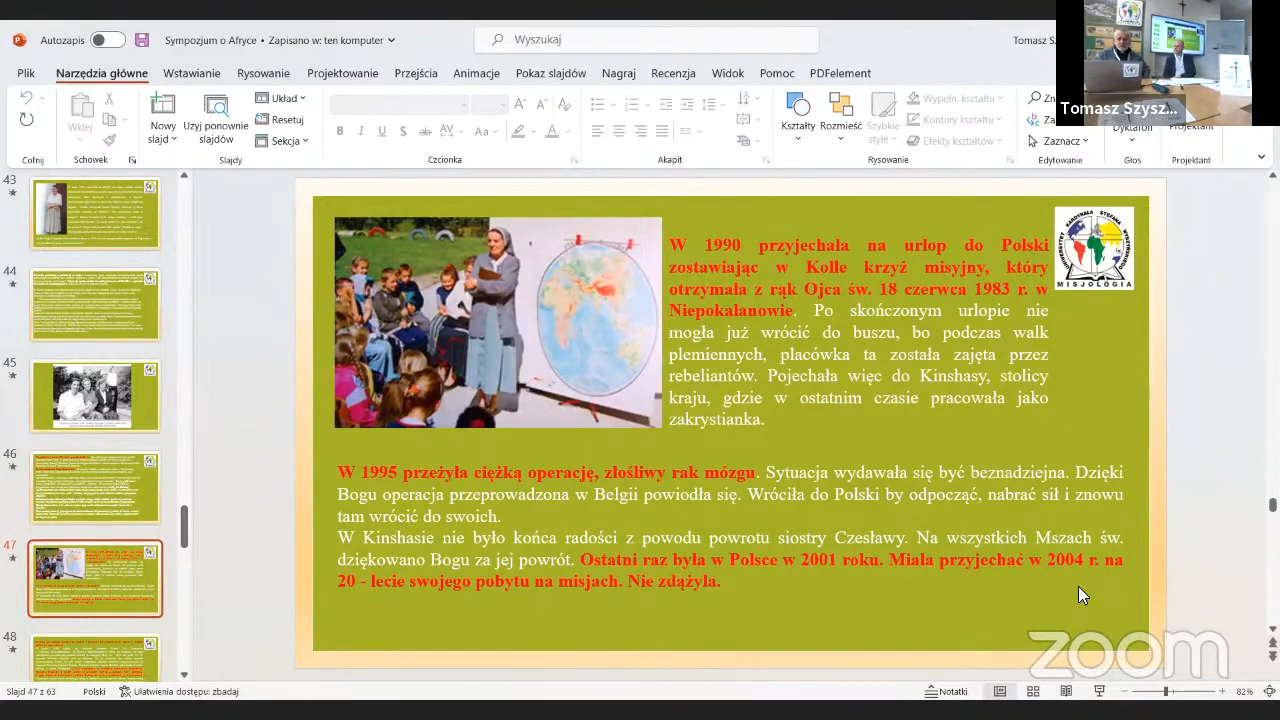 Autozapis
Sympozjum o Afryce • Zapisano w: ten komputer
Wyszukaj
Tomasz Sz
Tomasz Szysz...
Plik
Narzędzia główne
Wstawianie
Rysowanie
Projektowanie
Przejścia
Animacje
Pokaz slajdów
Nagraj
Recenzja
Widok
Pomoc
PDFelement
Wklej
Nowy slajd
Użyj ponownie slajdów
Układ
Resetuj
Sekcja
Kształty
Rozmieść
Szybkie style
Wypełn. kształtu
Kontury kształtu
Efekty kształtu
Zaznacz
Dyktafon
Projektant
Cofnij
Schowek
Slajdy
Czcionka
Akapit
Rysowanie
Edytowanie
Głos
Projektant
43
44
45
46
47
48
W 1990 przyjechała na urlop do Polski
zostawiając w Kolle krzyż misyjny, który
otrzymała z rąk Ojca św. 18 czerwca 1983 r. w
Niepokalanowie. Po skończonym urlopie nie
mogła już wrócić do buszu, bo podczas walk
plemiennych, placówka ta została zajęta przez
rebeliantów. Pojechała więc do Kinshasy, stolicy
kraju, gdzie w ostatnim czasie pracowała jako
zakrystianka.
UNIWERSYTET KARDYNAŁA STEFANA WYSZYŃSKIEGO
MISJOLOGIA
W 1995 przeżyła ciężką operację, złośliwy rak mózgu. Sytuacja wydawała się być beznadziejna. Dzięki
Bogu operacja przeprowadzona w Belgii powiodła się. Wróciła do Polski by odpocząć, nabrać sił i znowu
tam wrócić do swoich.
W Kinshasie nie było końca radości z powodu powrotu siostry Czesławy. Na wszystkich Mszach św.
dziękowano Bogu za jej Ostatni raz była w Polsce w 2001 roku. Miała przyjechać w 2004 r. na
20 - lecie swojego pobytu na misjach. Nie zdążyła.
zoom
Slajd 47 z 63
Polski
Ułatwienia dostępu: zbadaj
Notatki
82%